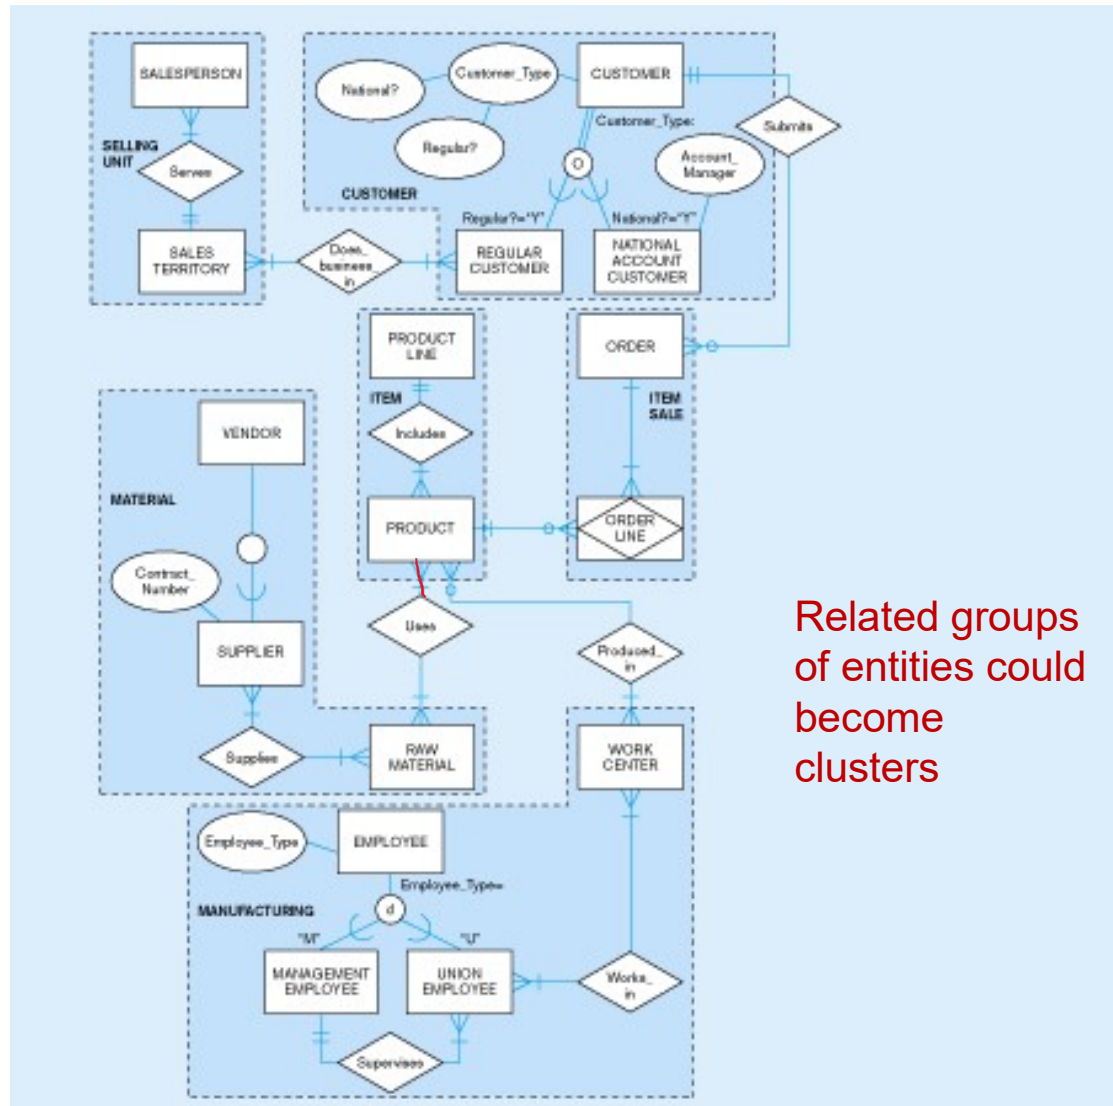 SALESPERSON
National?
Customer_Type
CUSTOMER
Customer_Type:
Submits
SELLING
UNIT
Serves
Regular?
Account_
Manager
CUSTOMER
Regular?="Y"
National?="Y"
SALES
TERRITORY
Does_
business_
in
REGULAR
CUSTOMER
NATIONAL
ACCOUNT
CUSTOMER
O
PRODUCT
LINE
ORDER
ITEM
ITEM
SALE
VENDOR
Includes
MATERIAL
PRODUCT
ORDER
LINE
Contract_
Number
Uses
SUPPLIER
Produced_
in
Related groups
of entities could
become
clusters
Supplies
RAW
MATERIAL
WORK
CENTER
Employee_Type
EMPLOYEE
Employee_Type=
MANUFACTURING
d
"M"
"U"
MANAGEMENT
EMPLOYEE
UNION
EMPLOYEE
Works_
in
Supervises